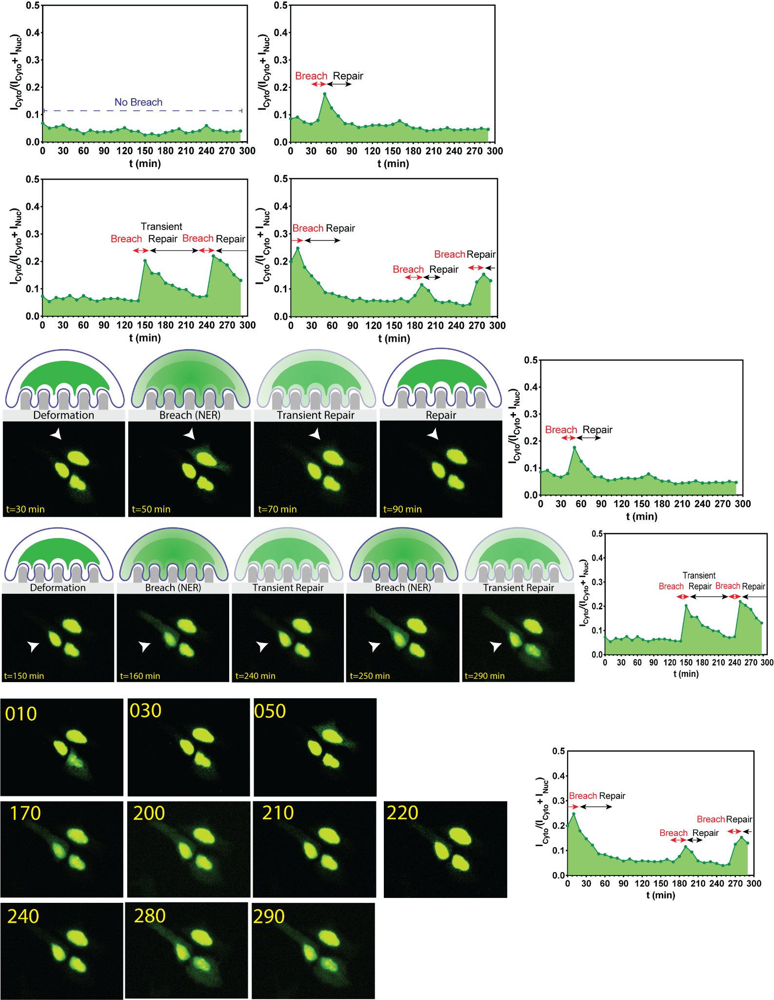 0.5
0.4
0.3
0.2
0.1
0.0
I_Cyto/(I_Cyto + I_Nuc)
No Breach
0 30 60 90 120 150 180 210 240 270 300
t (min)
0.5
0.4
0.3
0.2
0.1
0.0
I_Cyto/(I_Cyto + I_Nuc)
Breach Repair
0 30 60 90 120 150 180 210 240 270 300
t (min)
0.5
0.4
0.3
0.2
0.1
0.0
I_Cyto/(I_Cyto + I_Nuc)
Transient
Breach Repair Breach Repair
0 30 60 90 120 150 180 210 240 270 300
t (min)
0.5
0.4
0.3
0.2
0.1
0.0
I_Cyto/(I_Cyto + I_Nuc)
Breach Repair
Breach Repair
Breach Repair
0 30 60 90 120 150 180 210 240 270 300
t (min)
Deformation Breach (NER) Transient Repair Repair
t=30 min t=50 min t=70 min t=90 min
0.5
0.4
0.3
0.2
0.1
0.0
I_Cyto/(I_Cyto + I_Nuc)
Breach Repair
0 30 60 90 120 150 180 210 240 270 300
t (min)
Deformation Breach (NER) Transient Repair Breach (NER) Transient Repair
t=150 min t=160 min t=240 min t=250 min t=290 min
0.5
0.4
0.3
0.2
0.1
0.0
I_Cyto/(I_Cyto + I_Nuc)
Transient
Breach Repair Breach Repair
0 30 60 90 120 150 180 210 240 270 300
t (min)
010 030 050
170 200 210 220
240 280 290
0.5
0.4
0.3
0.2
0.1
0.0
I_Cyto/(I_Cyto + I_Nuc)
Breach Repair
Breach Repair
Breach Repair
0 30 60 90 120 150 180 210 240 270 300
t (min)